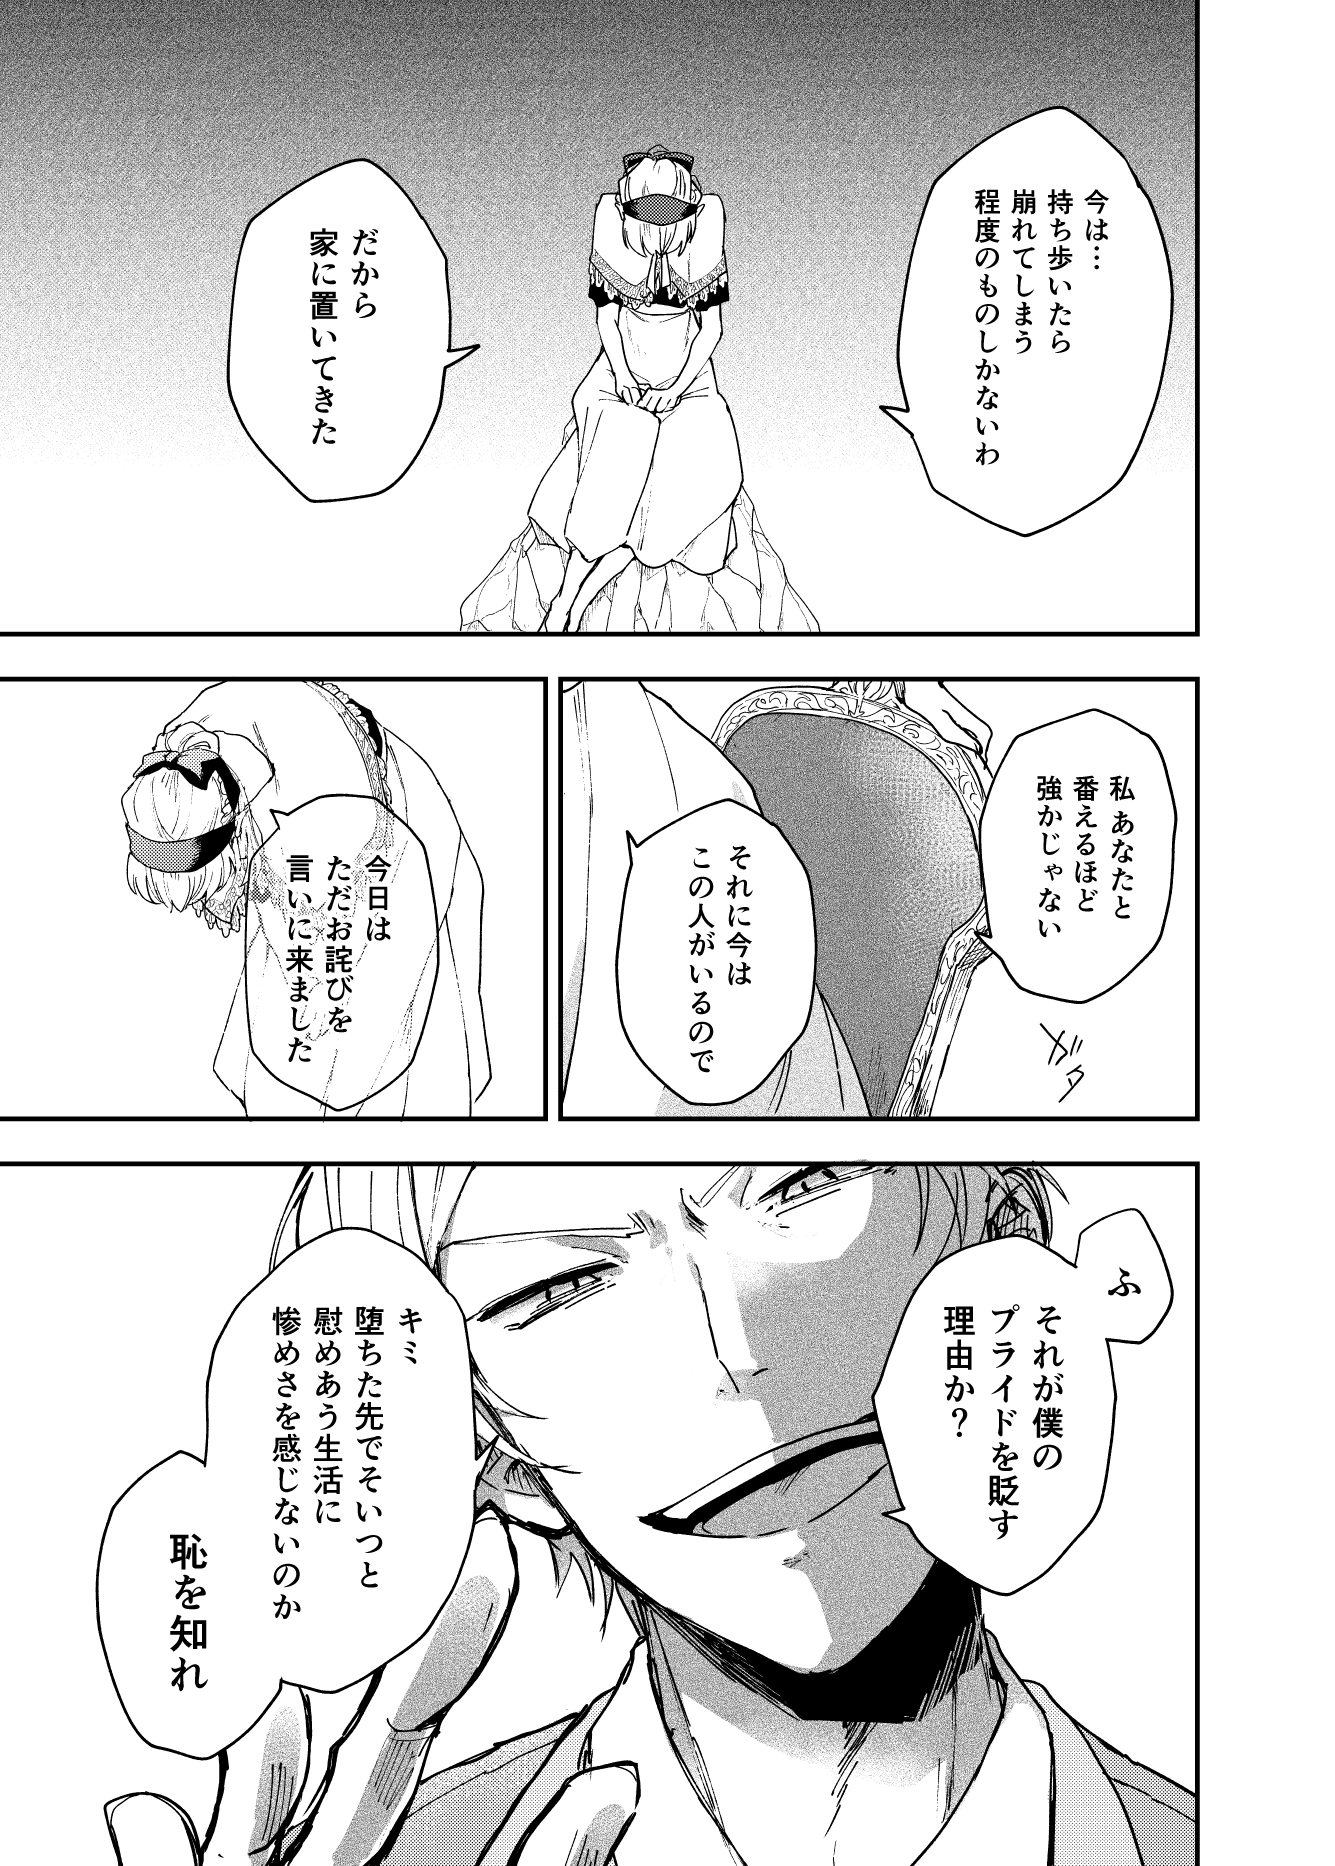 今は…
持ち歩いたら
崩れてしまう
程度のものしかないわ
だから
家に置いてきた
私 あなたと
番えるほど
強かじゃない
ガタ
それに今は
この人がいるので
今日は
ただお詫びを
言いに来ました
ふ
それが僕の
プライドを貶す
理由か？
キミ
堕ちた先でそいつと
慰めあう生活に
惨めさを感じないのか
恥を知れ